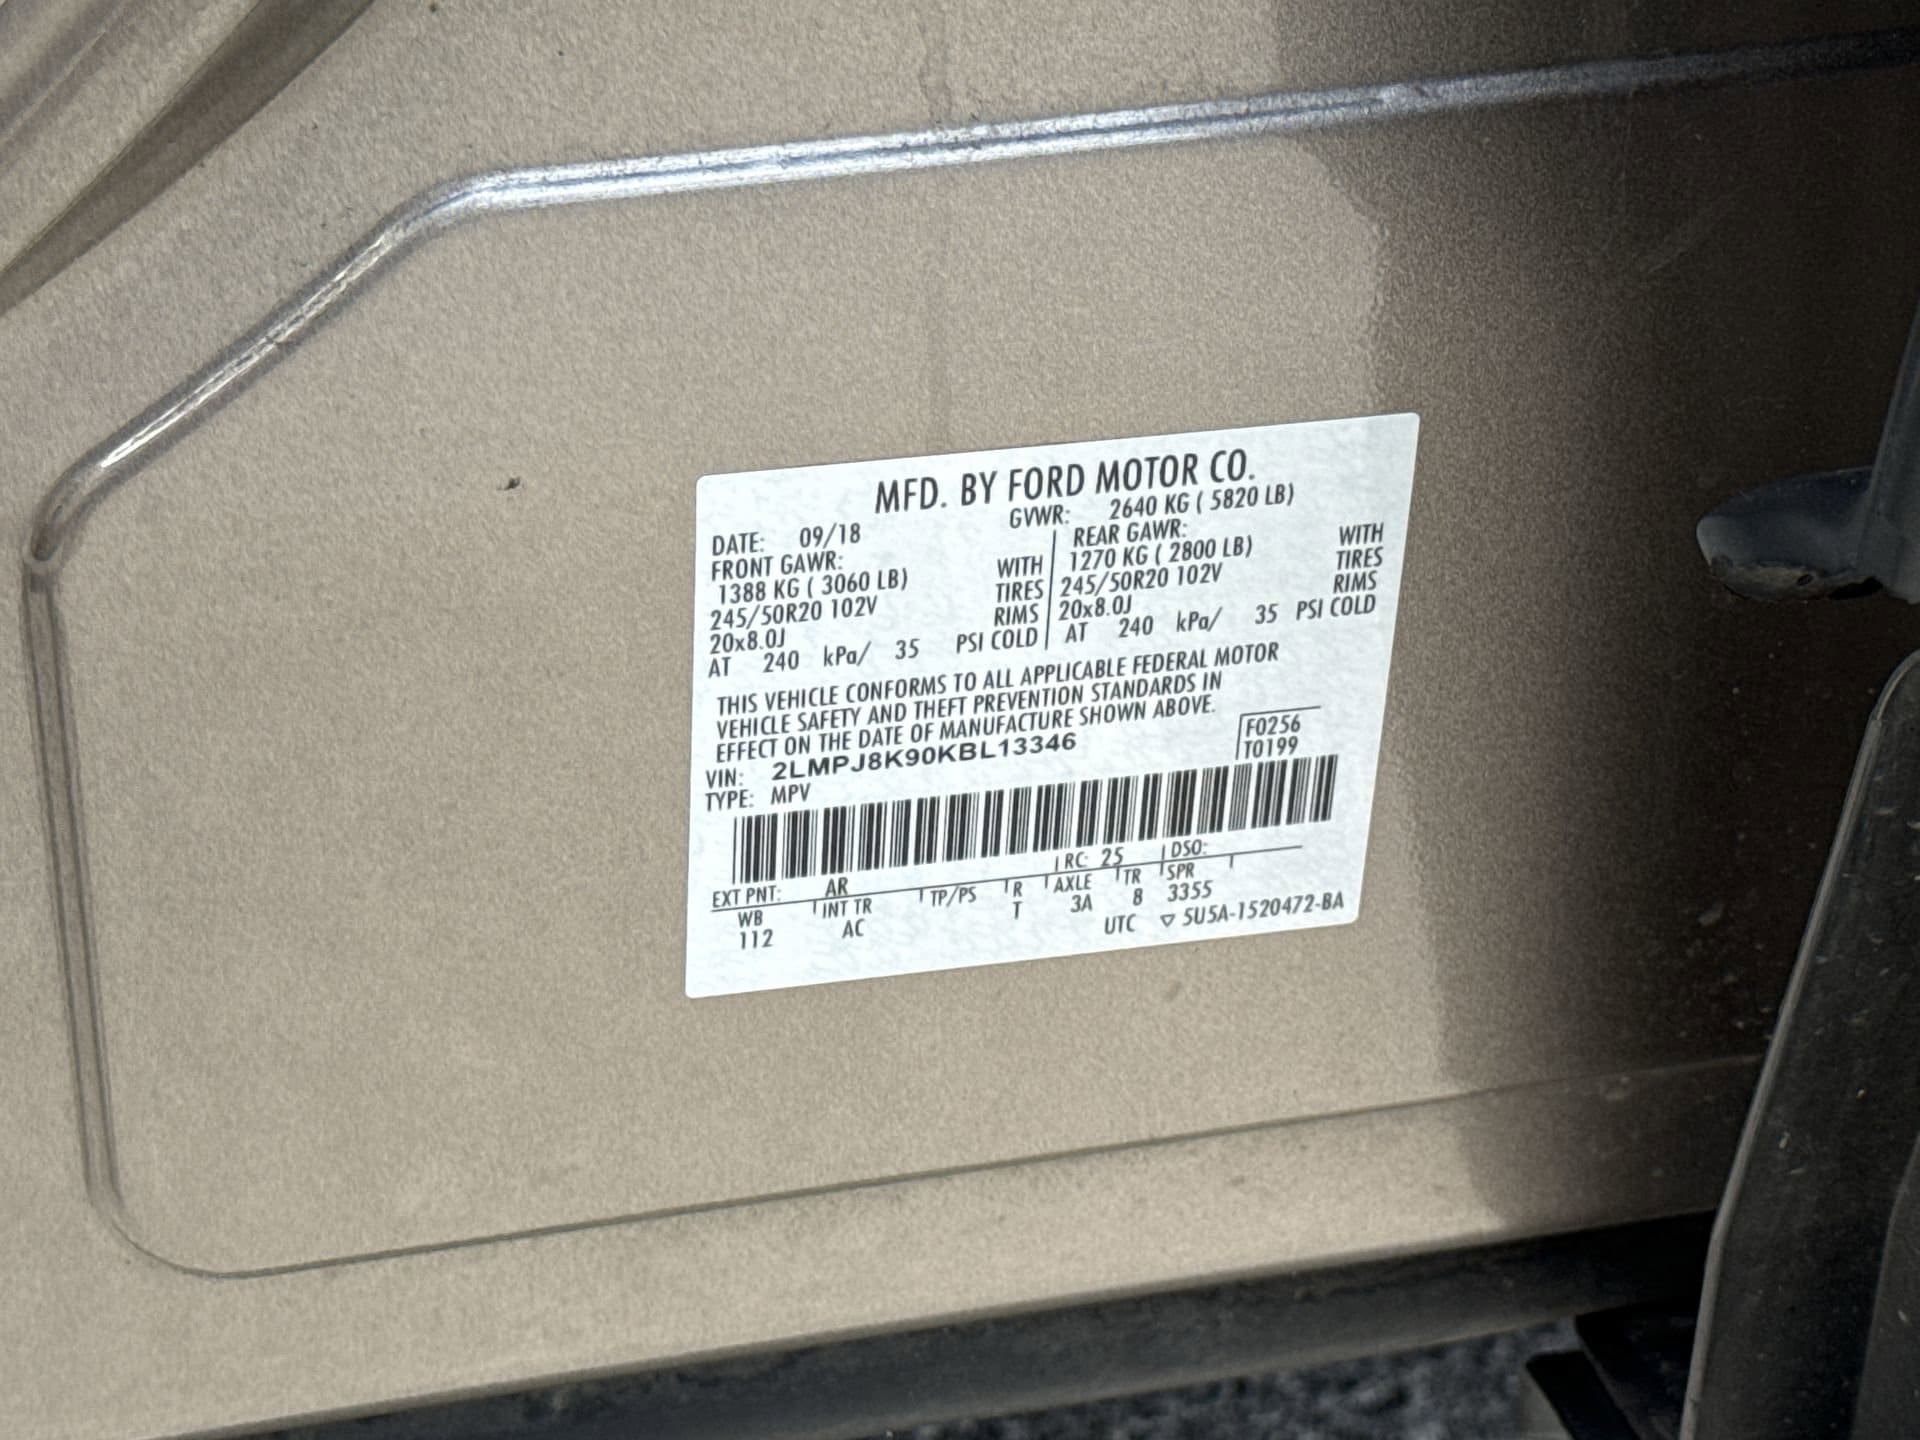 MFD. BY FORD MOTOR CO.
DATE: 09/18 GVWR: 2640 KG ( 5820 LB)
FRONT GAWR: WITH REAR GAWR: WITH
1388 KG ( 3060 LB) TIRES 1270 KG ( 2800 LB) TIRES
245/50R20 102V RIMS 245/50R20 102V RIMS
20x8.0J 20x8.0J
AT 240 kPa/ 35 PSI COLD AT 240 kPa/ 35 PSI COLD
THIS VEHICLE CONFORMS TO ALL APPLICABLE FEDERAL MOTOR
VEHICLE SAFETY AND THEFT PREVENTION STANDARDS IN
EFFECT ON THE DATE OF MANUFACTURE SHOWN ABOVE.
F0256
VIN: 2LMPJ8K90KBL13346 T0199
TYPE: MPV
EXT PNT: AR RC: 25 DSO:
WB INT TR TP/PS R AXLE TR SPR
112 AC T 3A 8 3355
UTC ▽ 5U5A-1520472-BA